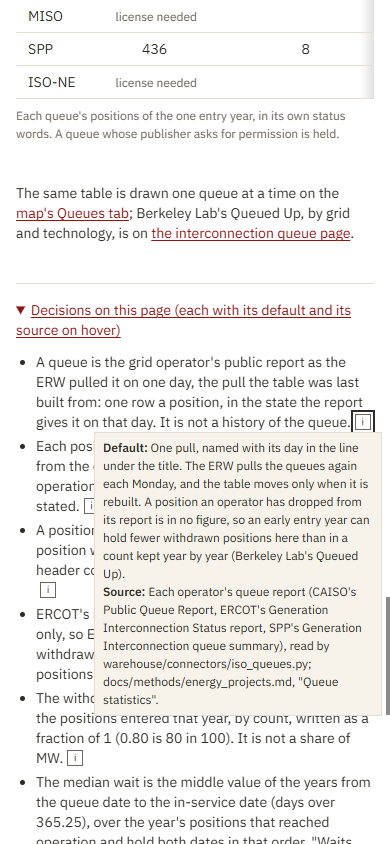 MISO license needed
SPP 436 8
ISO-NE license needed
Each queue's positions of the one entry year, in its own status
words. A queue whose publisher asks for permission is held.
The same table is drawn one queue at a time on the
map's Queues tab; Berkeley Lab's Queued Up, by grid
and technology, is on the interconnection queue page.
▼ Decisions on this page (each with its default and its
source on hover)
• A queue is the grid operator's public report as the
ERW pulled it on one day, the pull the table was last
built from: one row a position, in the state the report
gives it on that day. It is not a history of the queue. i
• Each pos
from the
operation
stated. i
• A position
position w
header co
i
• ERCOT's
only, so E
withdraw
positions
Default: One pull, named with its day in the line
under the title. The ERW pulls the queues again
each Monday, and the table moves only when it is
rebuilt. A position an operator has dropped from
its report is in no figure, so an early entry year can
hold fewer withdrawn positions here than in a
count kept year by year (Berkeley Lab's Queued
Up).
Source: Each operator's queue report (CAISO's
Public Queue Report, ERCOT's Generation
Interconnection Status report, SPP's Generation
Interconnection queue summary), read by
warehouse/connectors/iso_queues.py;
docs/methods/energy_projects.md, "Queue
statistics".
• The withd
the positions entered that year, by count, written as a
fraction of 1 (0.80 is 80 in 100). It is not a share of
MW. i
• The median wait is the middle value of the years from
the queue date to the in-service date (days over
365.25), over the year's positions that reached
operation and hold both dates in that order. "Waits